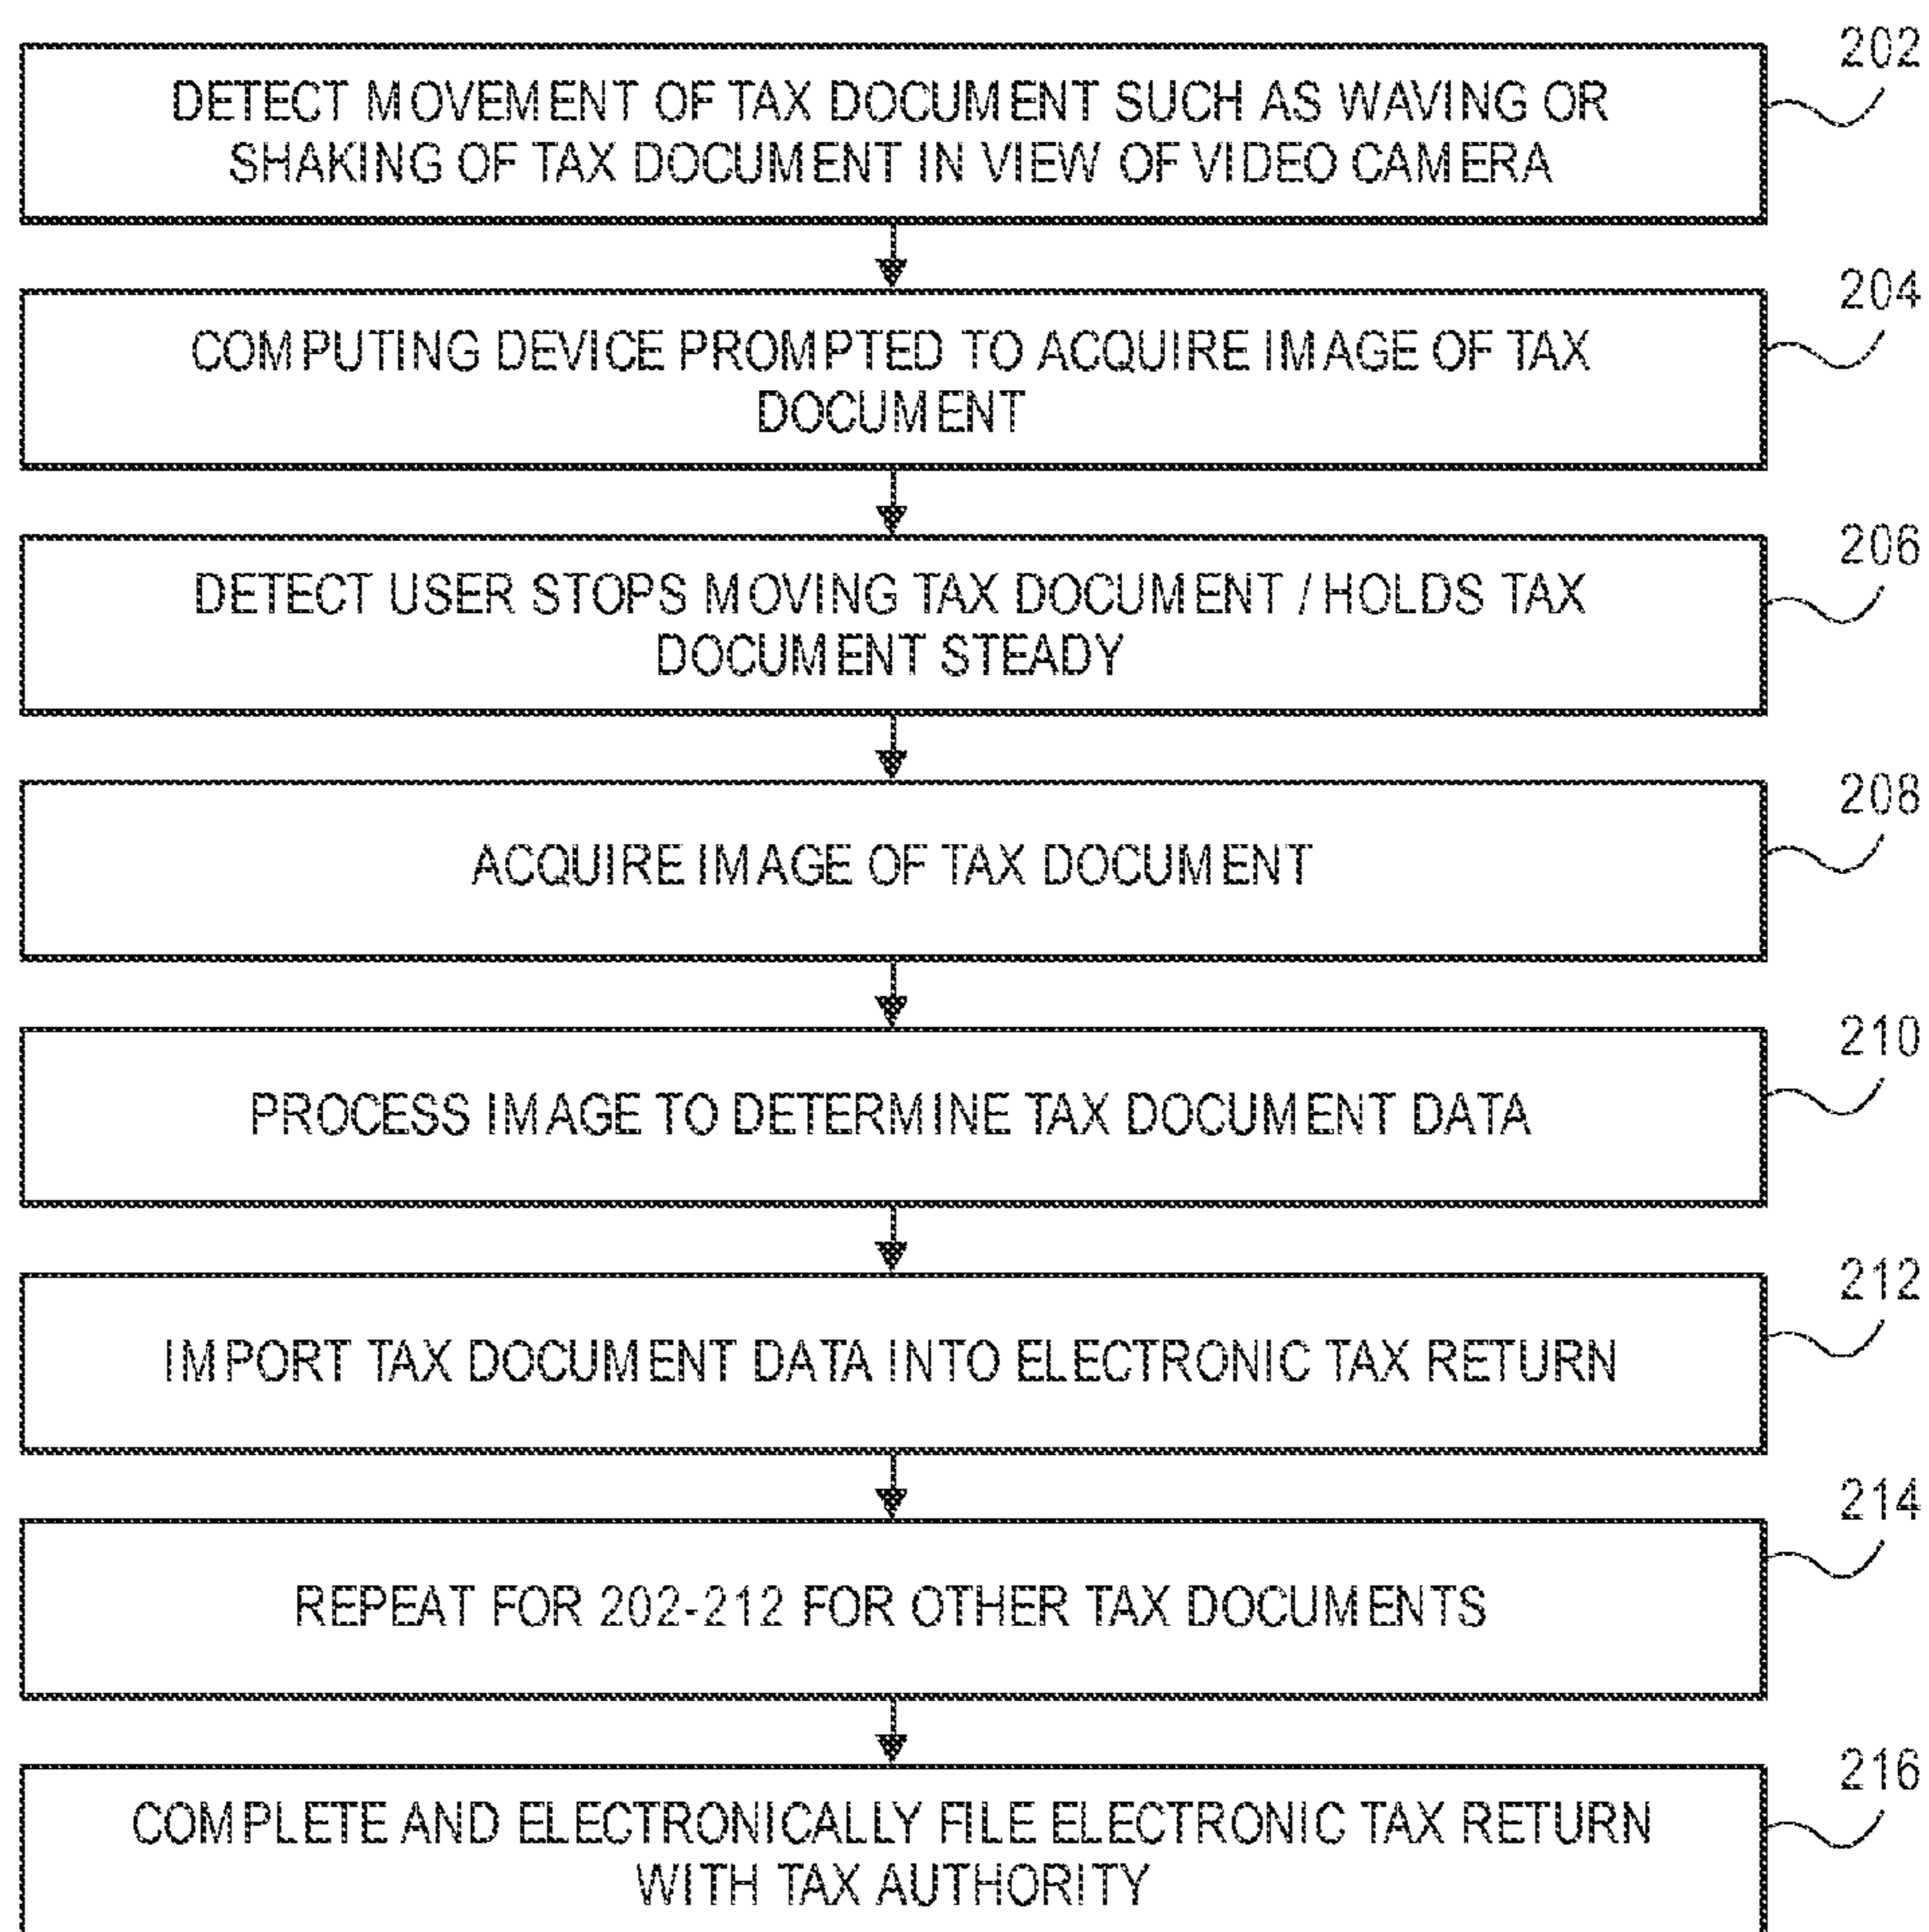 202
DETECT MOVEMENT OF TAX DOCUMENT SUCH AS WAVING OR
SHAKING OF TAX DOCUMENT IN VIEW OF VIDEO CAMERA
204
COMPUTING DEVICE PROMPTED TO ACQUIRE IMAGE OF TAX
DOCUMENT
206
DETECT USER STOPS MOVING TAX DOCUMENT / HOLDS TAX
DOCUMENT STEADY
208
ACQUIRE IMAGE OF TAX DOCUMENT
210
PROCESS IMAGE TO DETERMINE TAX DOCUMENT DATA
212
IMPORT TAX DOCUMENT DATA INTO ELECTRONIC TAX RETURN
214
REPEAT FOR 202-212 FOR OTHER TAX DOCUMENTS
216
COMPLETE AND ELECTRONICALLY FILE ELECTRONIC TAX RETURN
WITH TAX AUTHORITY